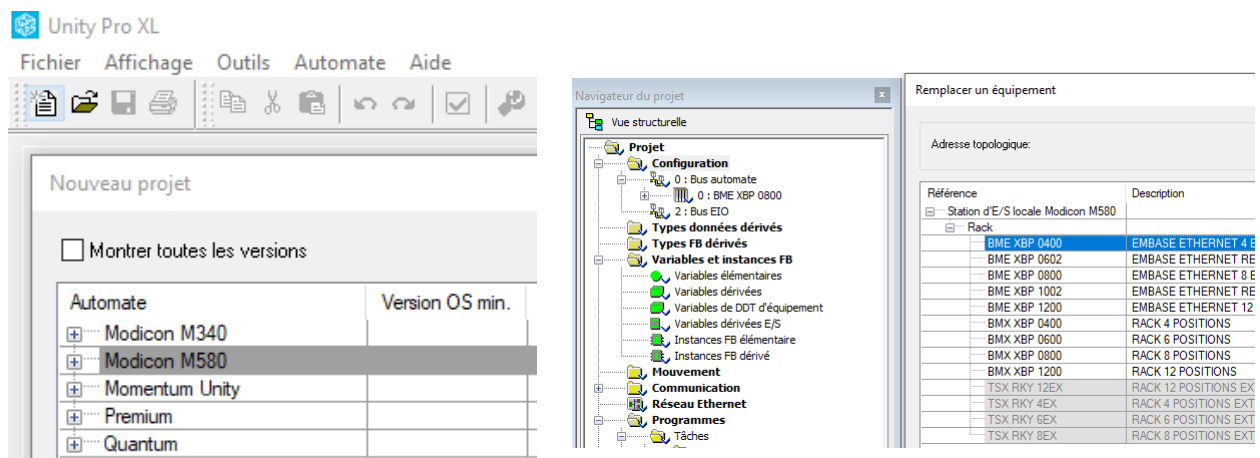 Unity Pro XL
Fichier Affichage Outils Automate Aide
Nouveau projet
Montrer toutes les versions
Automate Version OS min.
Modicon M340
Modicon M580
Momentum Unity
Premium
Quantum
Navigateur du projet
Vue structurelle
Projet
Configuration
0 : Bus automate
0 : BME XBP 0800
2 : Bus EIO
Types données dérivés
Types FB dérivés
Variables et instances FB
Variables élémentaires
Variables dérivées
Variables de DDT d'équipement
Variables dérivées E/S
Instances FB élémentaire
Instances FB dérivé
Mouvement
Communication
Réseau Ethernet
Programmes
Tâches
Remplacer un équipement
Adresse topologique:
Référence Description
Station d'E/S locale Modicon M580
Rack
BME XBP 0400 EMBASE ETHERNET 4 E
BME XBP 0602 EMBASE ETHERNET RE
BME XBP 0800 EMBASE ETHERNET 8 E
BME XBP 1002 EMBASE ETHERNET RE
BME XBP 1200 EMBASE ETHERNET 12
BMX XBP 0400 RACK 4 POSITIONS
BMX XBP 0600 RACK 6 POSITIONS
BMX XBP 0800 RACK 8 POSITIONS
BMX XBP 1200 RACK 12 POSITIONS
TSX RKY 12EX RACK 12 POSITIONS EX
TSX RKY 4EX RACK 4 POSITIONS EXT
TSX RKY 6EX RACK 6 POSITIONS EXT
TSX RKY 8EX RACK 8 POSITIONS EXT